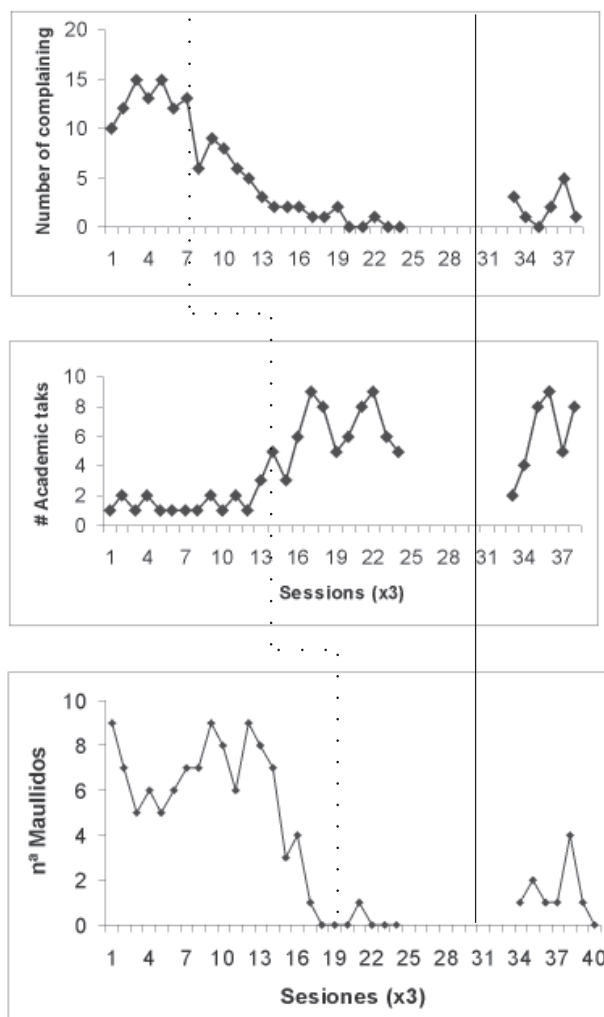 Number of complaining
20
15
10
5
0
1 4 7 10 13 16 19 22 25 28 31 34 37
# Academic taks
10
8
6
4
2
0
1 4 7 10 13 16 19 22 25 28 31 34 37
Sessions (x3)
nª Maullidos
10
8
6
4
2
0
1 4 7 10 13 16 19 22 25 28 31 34 37 40
Sesiones (x3)